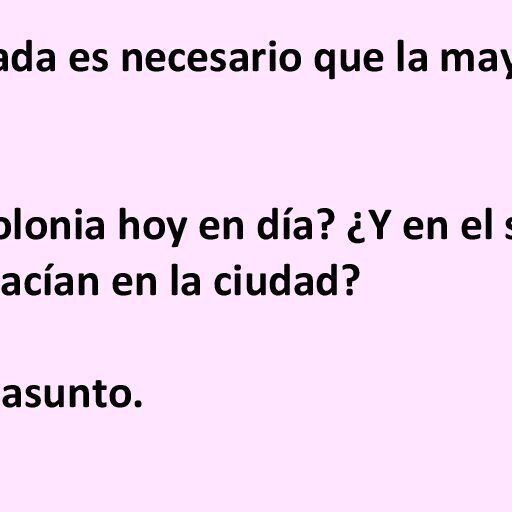 ada es necesario que la may
olonia hoy en día? ¿Y en el s
acían en la ciudad?
asunto.